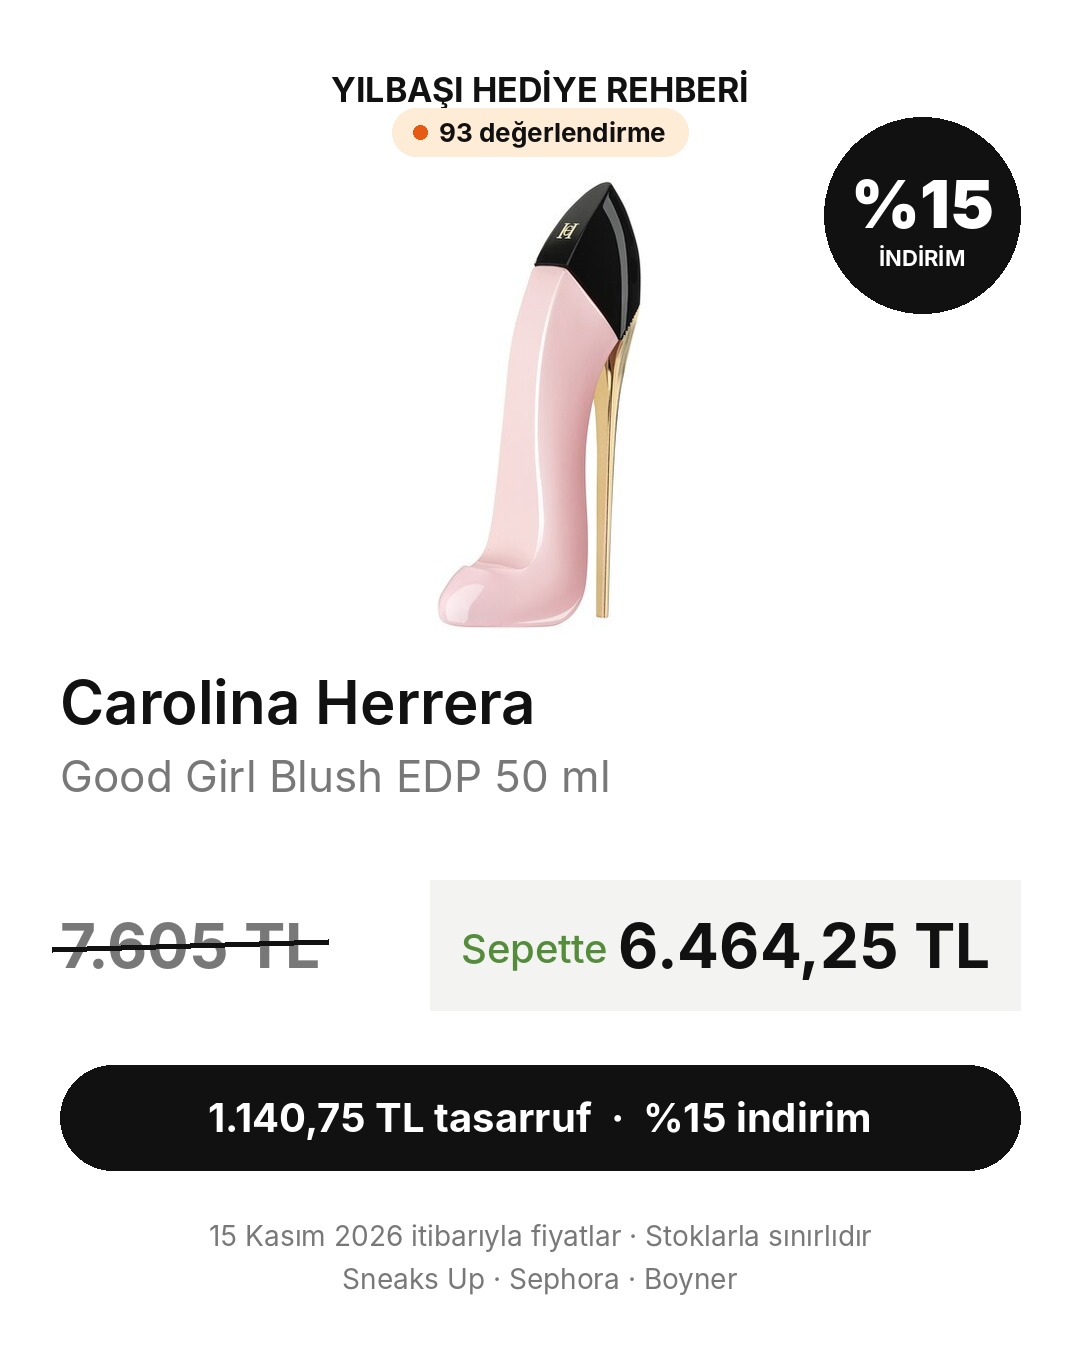 YILBAŞI HEDİYE REHBERİ
93 değerlendirme
%15
İNDİRİM
CH
Carolina Herrera
Good Girl Blush EDP 50 ml
7.605 TL
Sepette 6.464,25 TL
1.140,75 TL tasarruf · %15 indirim
15 Kasım 2026 itibarıyla fiyatlar · Stoklarla sınırlıdır
Sneaks Up · Sephora · Boyner